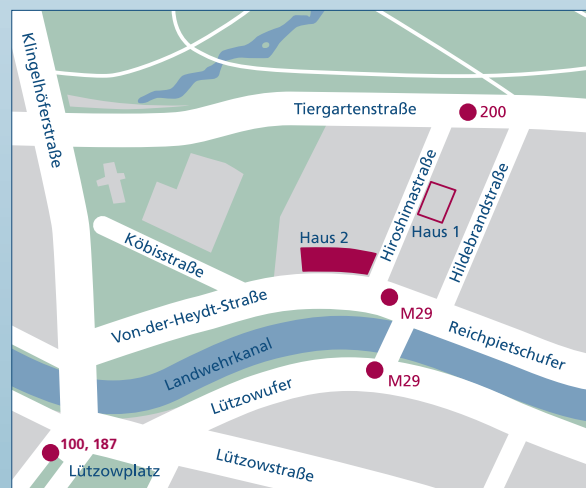 Klingelhöferstraße
Tiergartenstraße
200
Hiroshimastraße
Haus 1
Hildebrandstraße
Haus 2
Köbisstraße
Von-der-Heydt-Straße
M29
Reichpietschufer
Landwehrkanal
M29
Lützowufer
100, 187
Lützowplatz
Lützowstraße